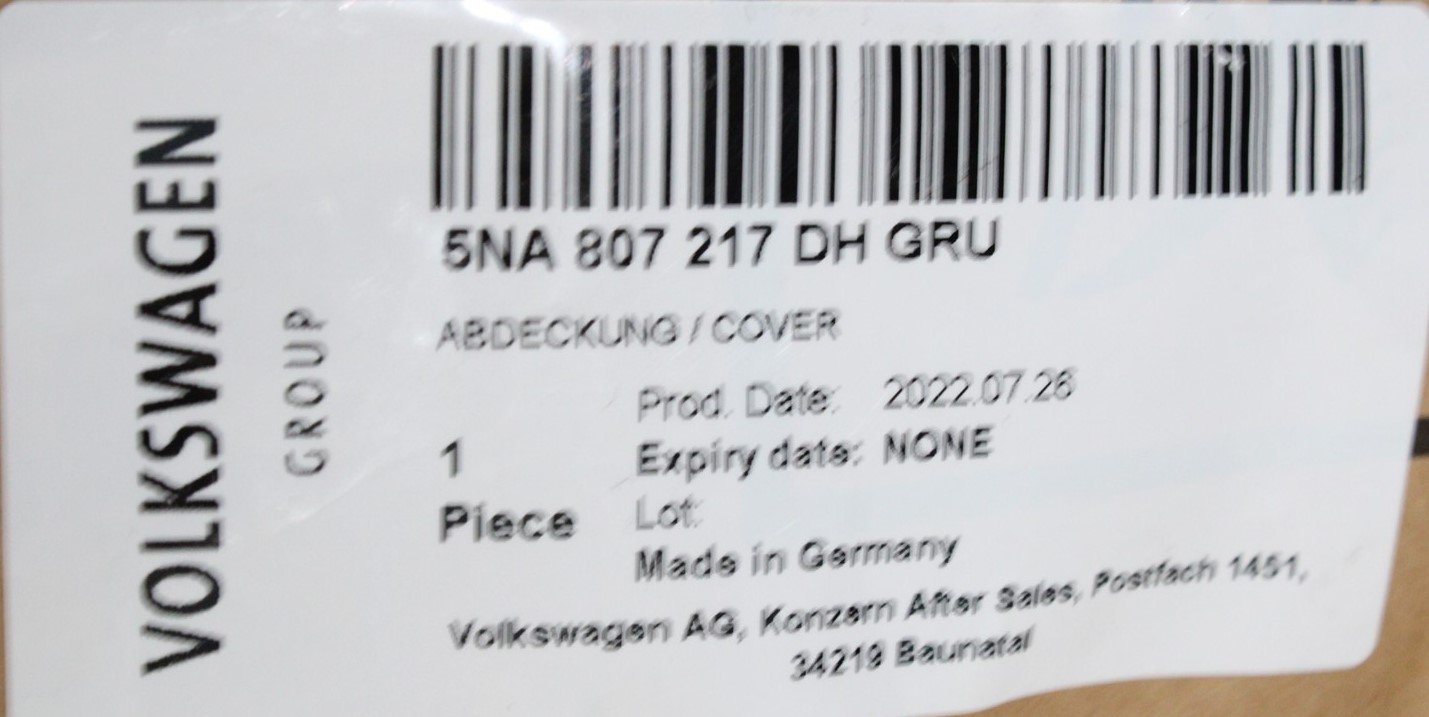 VOLKSWAGEN
GROUP
5NA 807 217 DH GRU
ABDECKUNG / COVER
Prod. Date: 2022.07.26
1
Expiry date: NONE
Piece
Lot:
Made in Germany
Volkswagen AG, Konzern After Sales, Postfach 1451,
34219 Baunatal